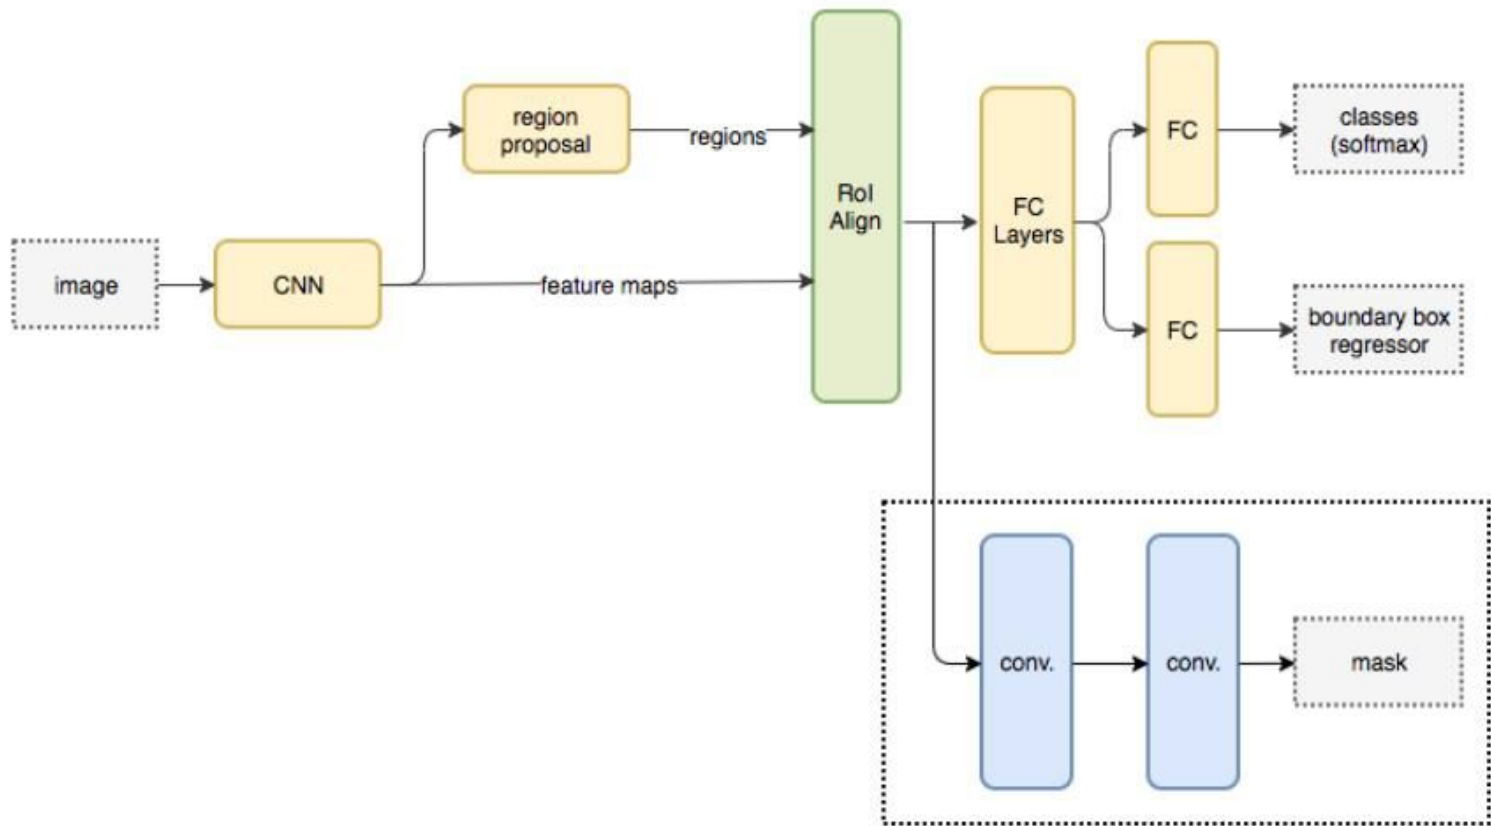 image
CNN
region
proposal
regions
feature maps
RoI
Align
FC
Layers
FC
classes
(softmax)
FC
boundary box
regressor
conv.
conv.
mask